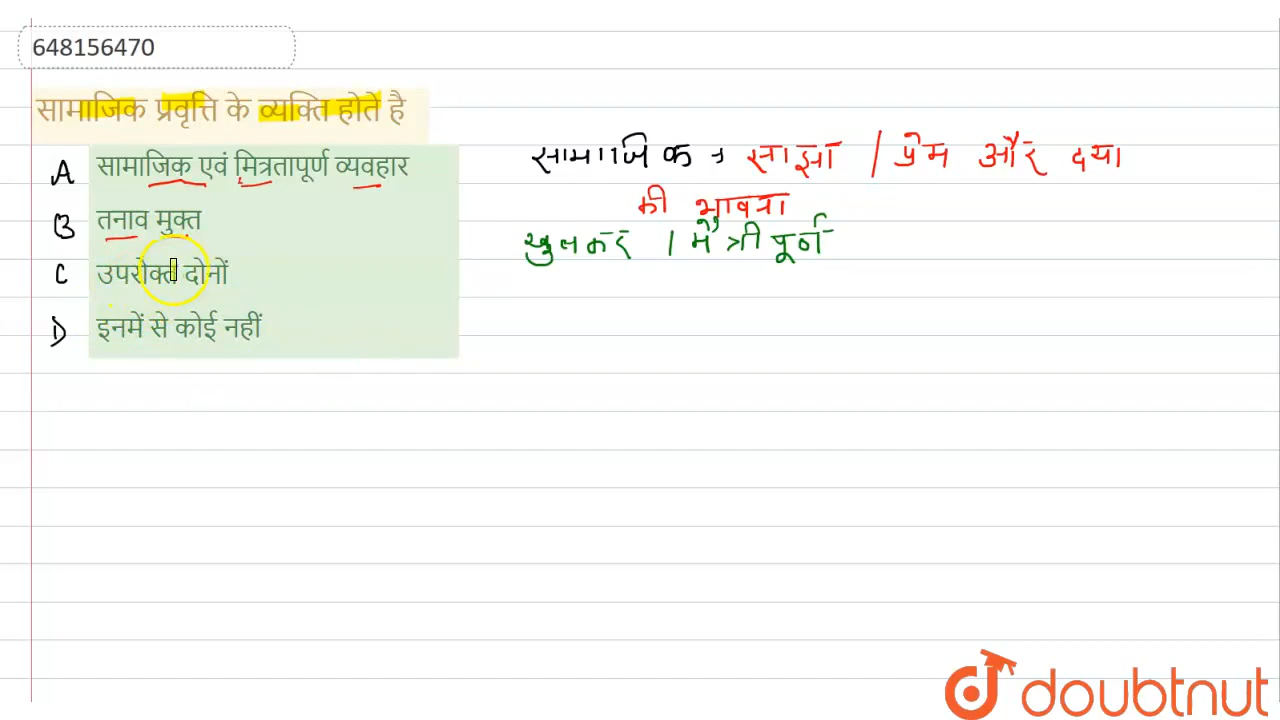 648156470
सामाजिक प्रवृत्ति के व्यक्ति होते है
A सामाजिक एवं मित्रतापूर्ण व्यवहार
B तनाव मुक्त
C उपरोक्त दोनों
D इनमें से कोई नहीं
सामाजिक → साझा / प्रेम और दया
की भावना
खुलकर / मैत्रीपूर्ण
doubtnut